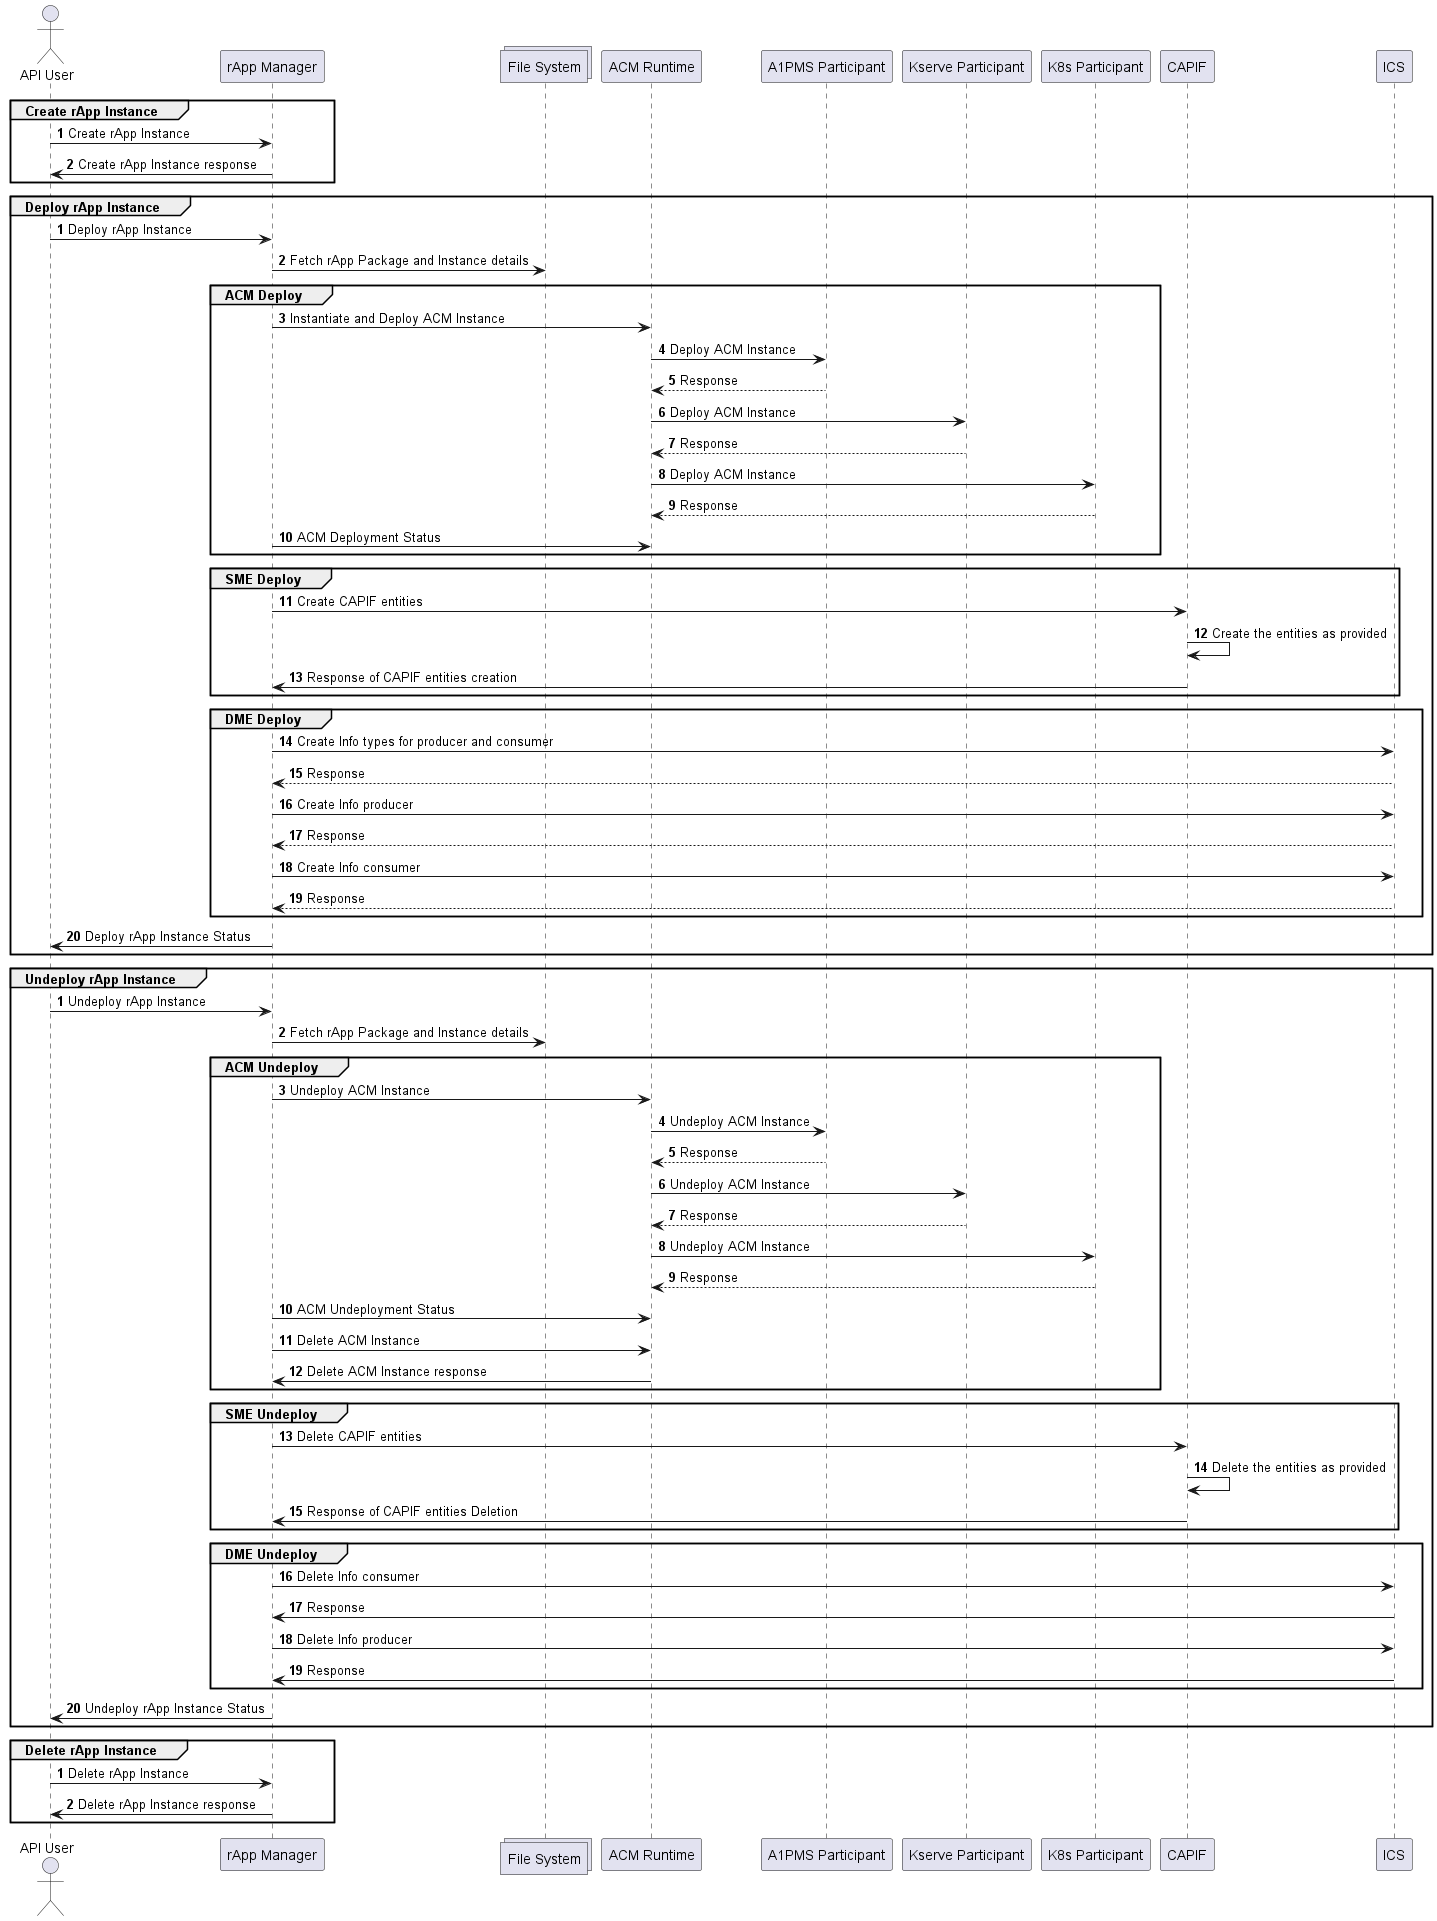 API User
rApp Manager
File System
ACM Runtime
A1PMS Participant
Kserve Participant
K8s Participant
CAPIF
ICS
Create rApp Instance
1 Create rApp Instance
2 Create rApp Instance response
Deploy rApp Instance
1 Deploy rApp Instance
2 Fetch rApp Package and Instance details
ACM Deploy
3 Instantiate and Deploy ACM Instance
4 Deploy ACM Instance
5 Response
6 Deploy ACM Instance
7 Response
8 Deploy ACM Instance
9 Response
10 ACM Deployment Status
SME Deploy
11 Create CAPIF entities
12 Create the entities as provided
13 Response of CAPIF entities creation
DME Deploy
14 Create Info types for producer and consumer
15 Response
16 Create Info producer
17 Response
18 Create Info consumer
19 Response
20 Deploy rApp Instance Status
Undeploy rApp Instance
1 Undeploy rApp Instance
2 Fetch rApp Package and Instance details
ACM Undeploy
3 Undeploy ACM Instance
4 Undeploy ACM Instance
5 Response
6 Undeploy ACM Instance
7 Response
8 Undeploy ACM Instance
9 Response
10 ACM Undeployment Status
11 Delete ACM Instance
12 Delete ACM Instance response
SME Undeploy
13 Delete CAPIF entities
14 Delete the entities as provided
15 Response of CAPIF entities Deletion
DME Undeploy
16 Delete Info consumer
17 Response
18 Delete Info producer
19 Response
20 Undeploy rApp Instance Status
Delete rApp Instance
1 Delete rApp Instance
2 Delete rApp Instance response
API User
rApp Manager
File System
ACM Runtime
A1PMS Participant
Kserve Participant
K8s Participant
CAPIF
ICS